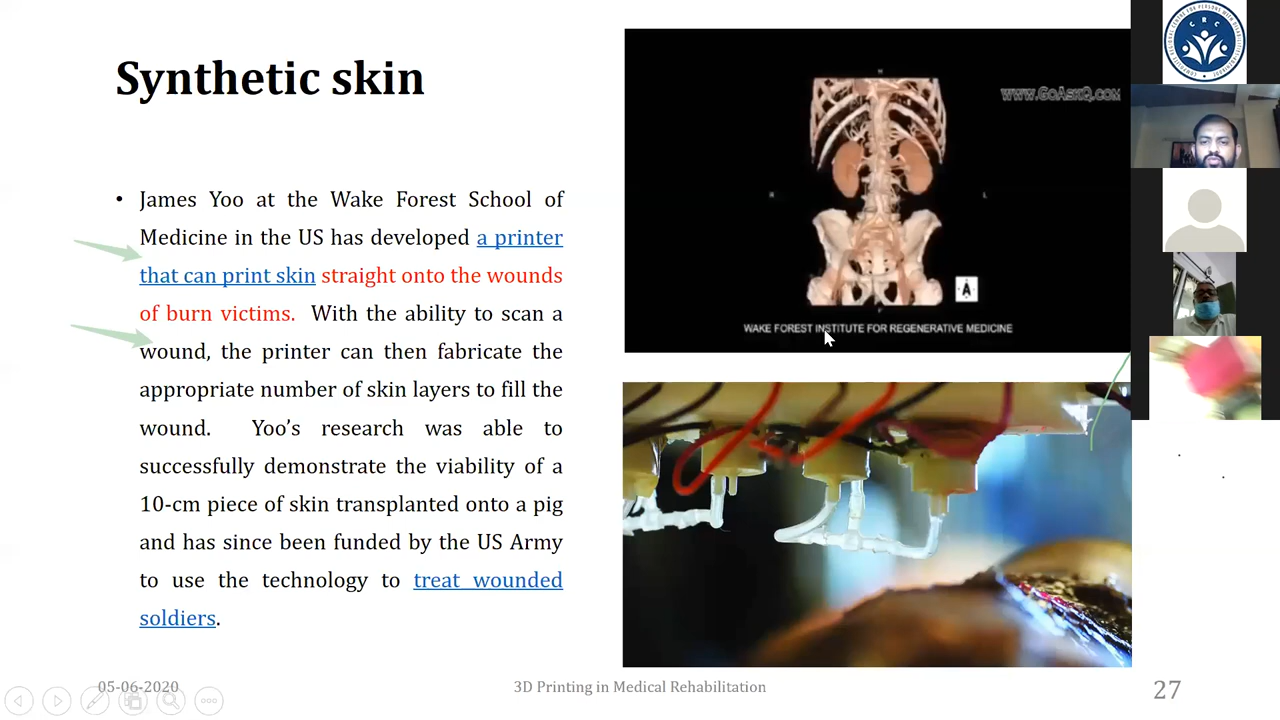 Synthetic skin
• James Yoo at the Wake Forest School of
Medicine in the US has developed a printer
that can print skin straight onto the wounds
of burn victims. With the ability to scan a
wound, the printer can then fabricate the
appropriate number of skin layers to fill the
wound. Yoo’s research was able to
successfully demonstrate the viability of a
10-cm piece of skin transplanted onto a pig
and has since been funded by the US Army
to use the technology to treat wounded
soldiers.
www.GoAskQ.com
H
L
A
WAKE FOREST INSTITUTE FOR REGENERATIVE MEDICINE
CRC
05-06-2020
3D Printing in Medical Rehabilitation
27